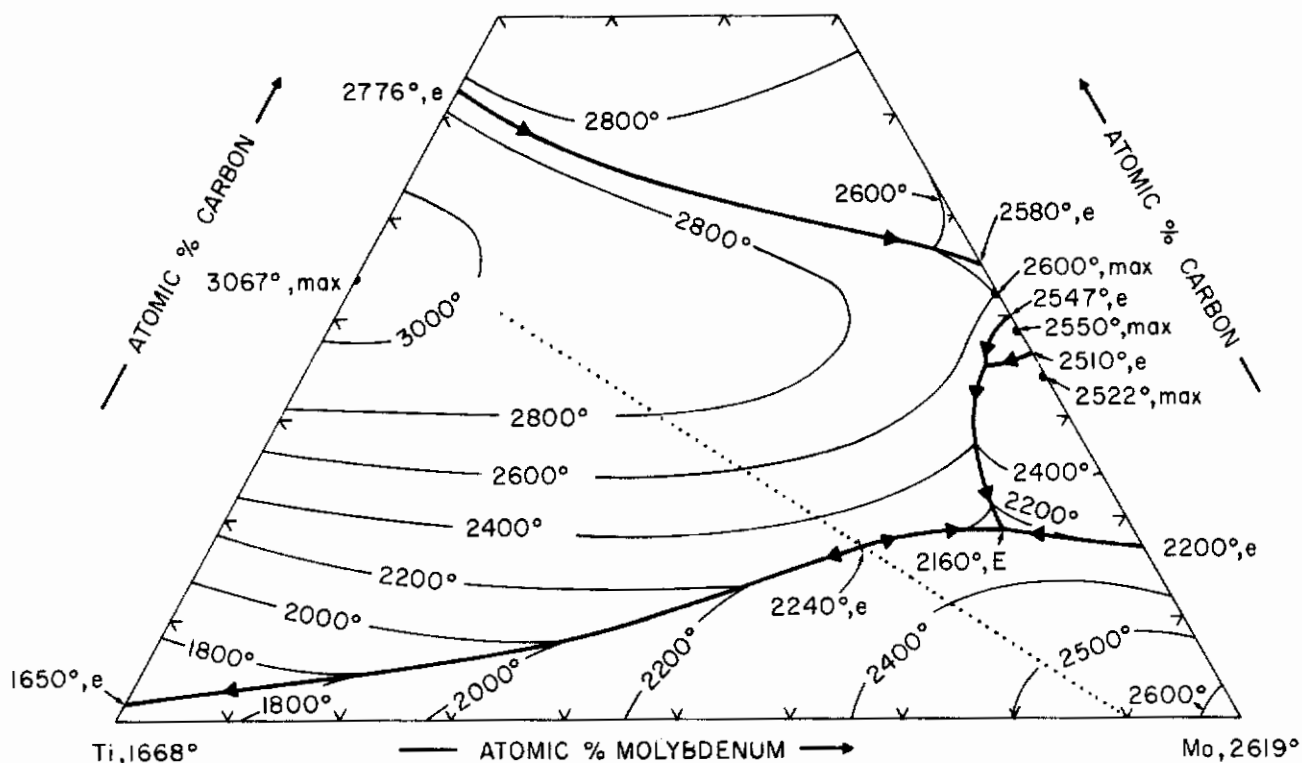 2776°,e
2800°
— ATOMIC % CARBON →
— ATOMIC % CARBON →
2600°
2580°,e
2800°
3067°,max
3000°
2600°,max
2547°,e
2550°,max
2510°,e
2522°,max
2800°
2600°
2400°
2400°
2200°
2200°
2160°,E
2200°,e
2240°,e
2000°
1800°
2200°
2400°
2500°
1650°,e
1800°
2000°
2600°
Ti,1668°
— ATOMIC % MOLYBDENUM →
Mo,2619°